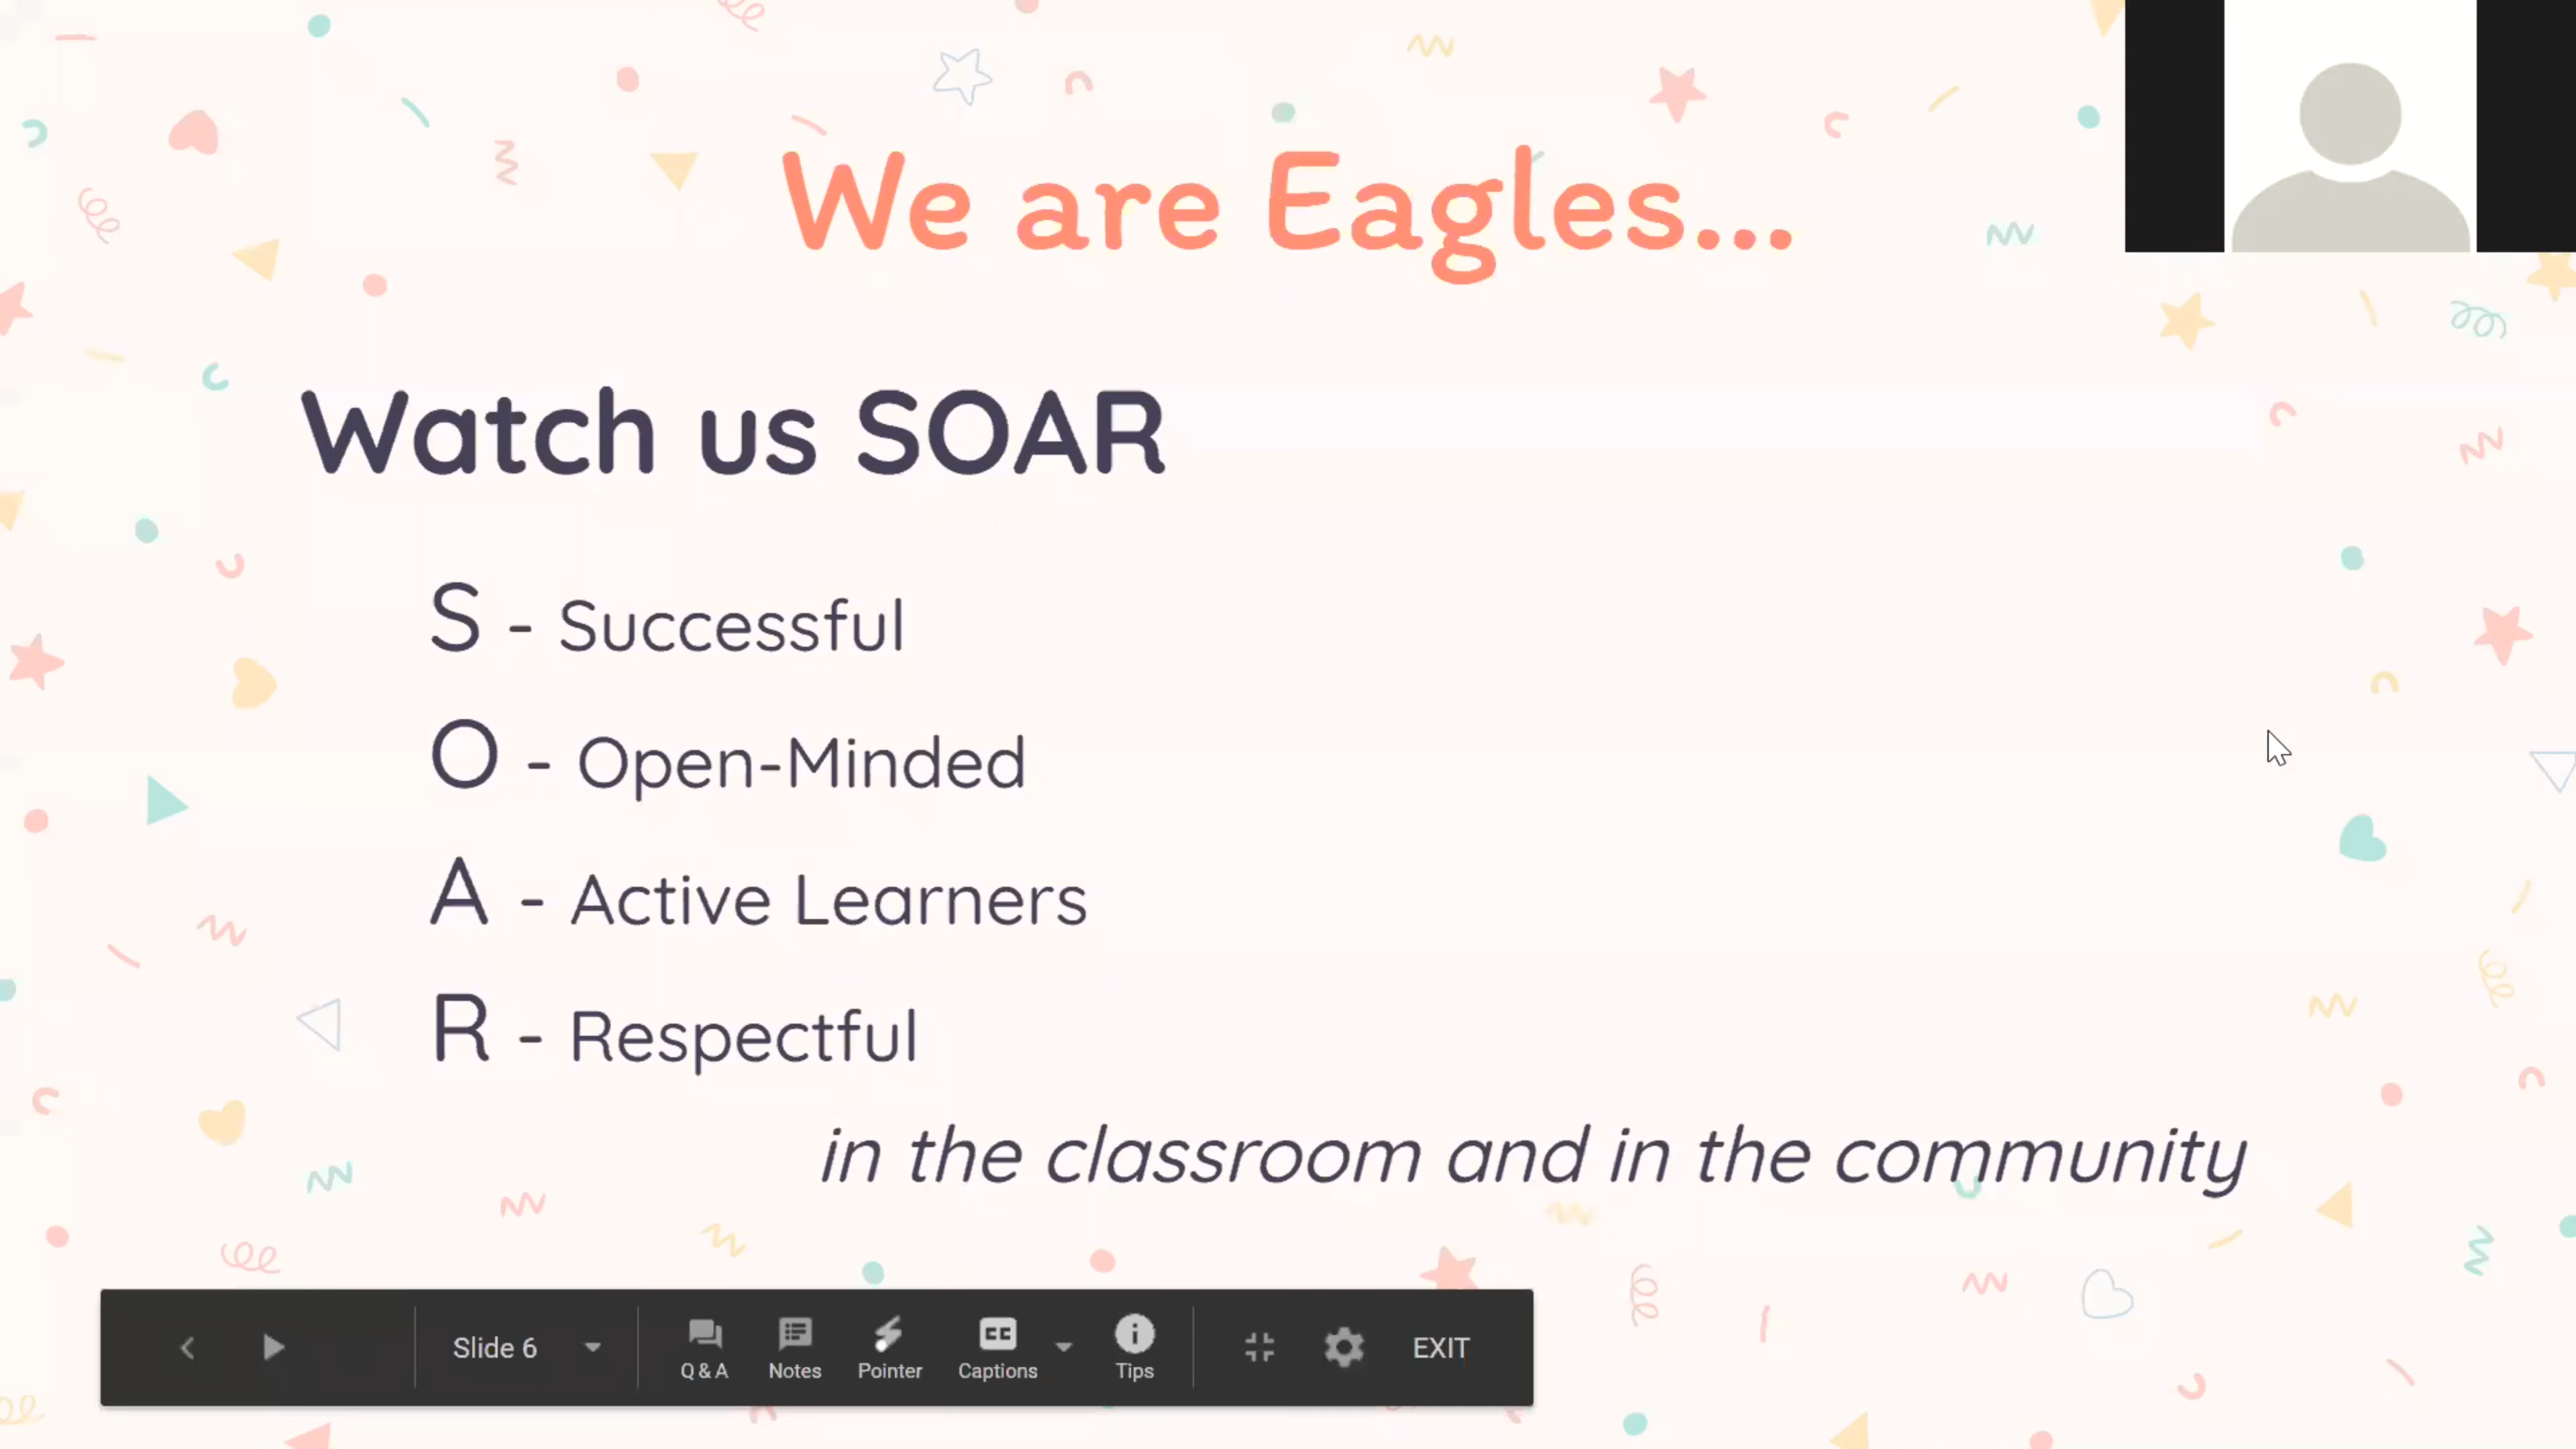 We are Eagles...
Watch us SOAR
S - Successful
O - Open-Minded
A - Active Learners
R - Respectful
in the classroom and in the community
Slide 6
Q & A
Notes
Pointer
Captions
Tips
EXIT